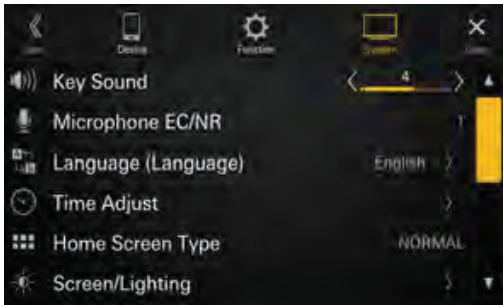 Device
Function
System
Key Sound 4
Microphone EC/NR
Language (Language) English
Time Adjust
Home Screen Type NORMAL
Screen/Lighting